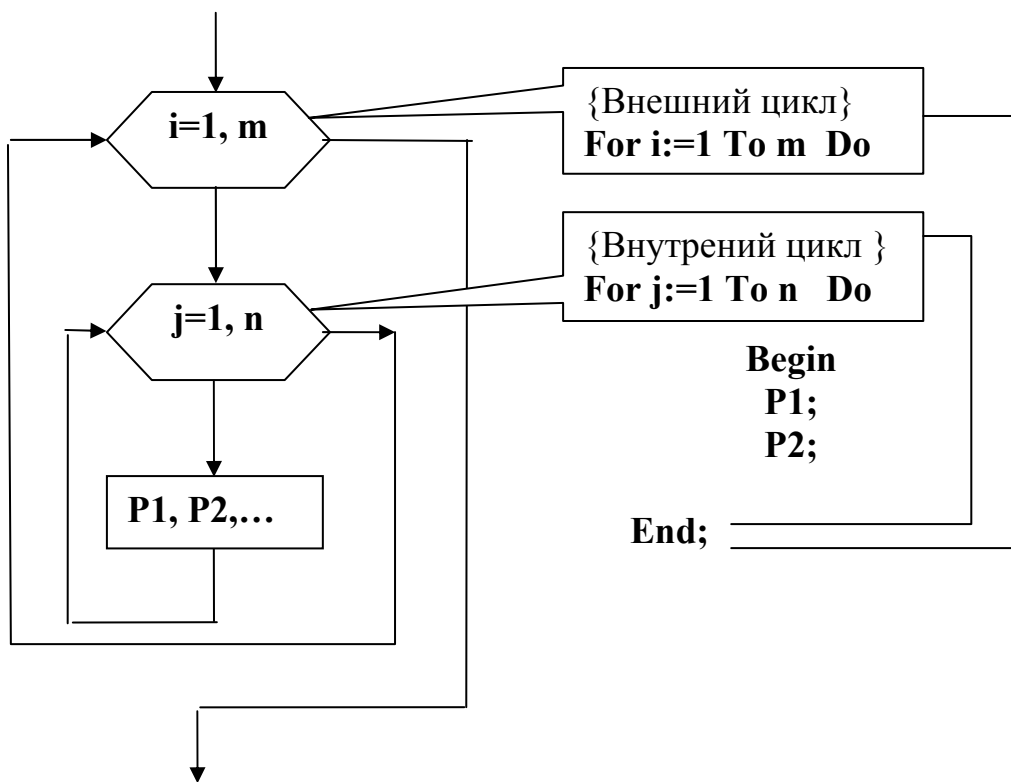 i=1, m
{Внешний цикл}
For i:=1 To m Do
j=1, n
{Внутрений цикл }
For j:=1 To n Do
Begin
P1;
P2;
P1, P2,...
End;